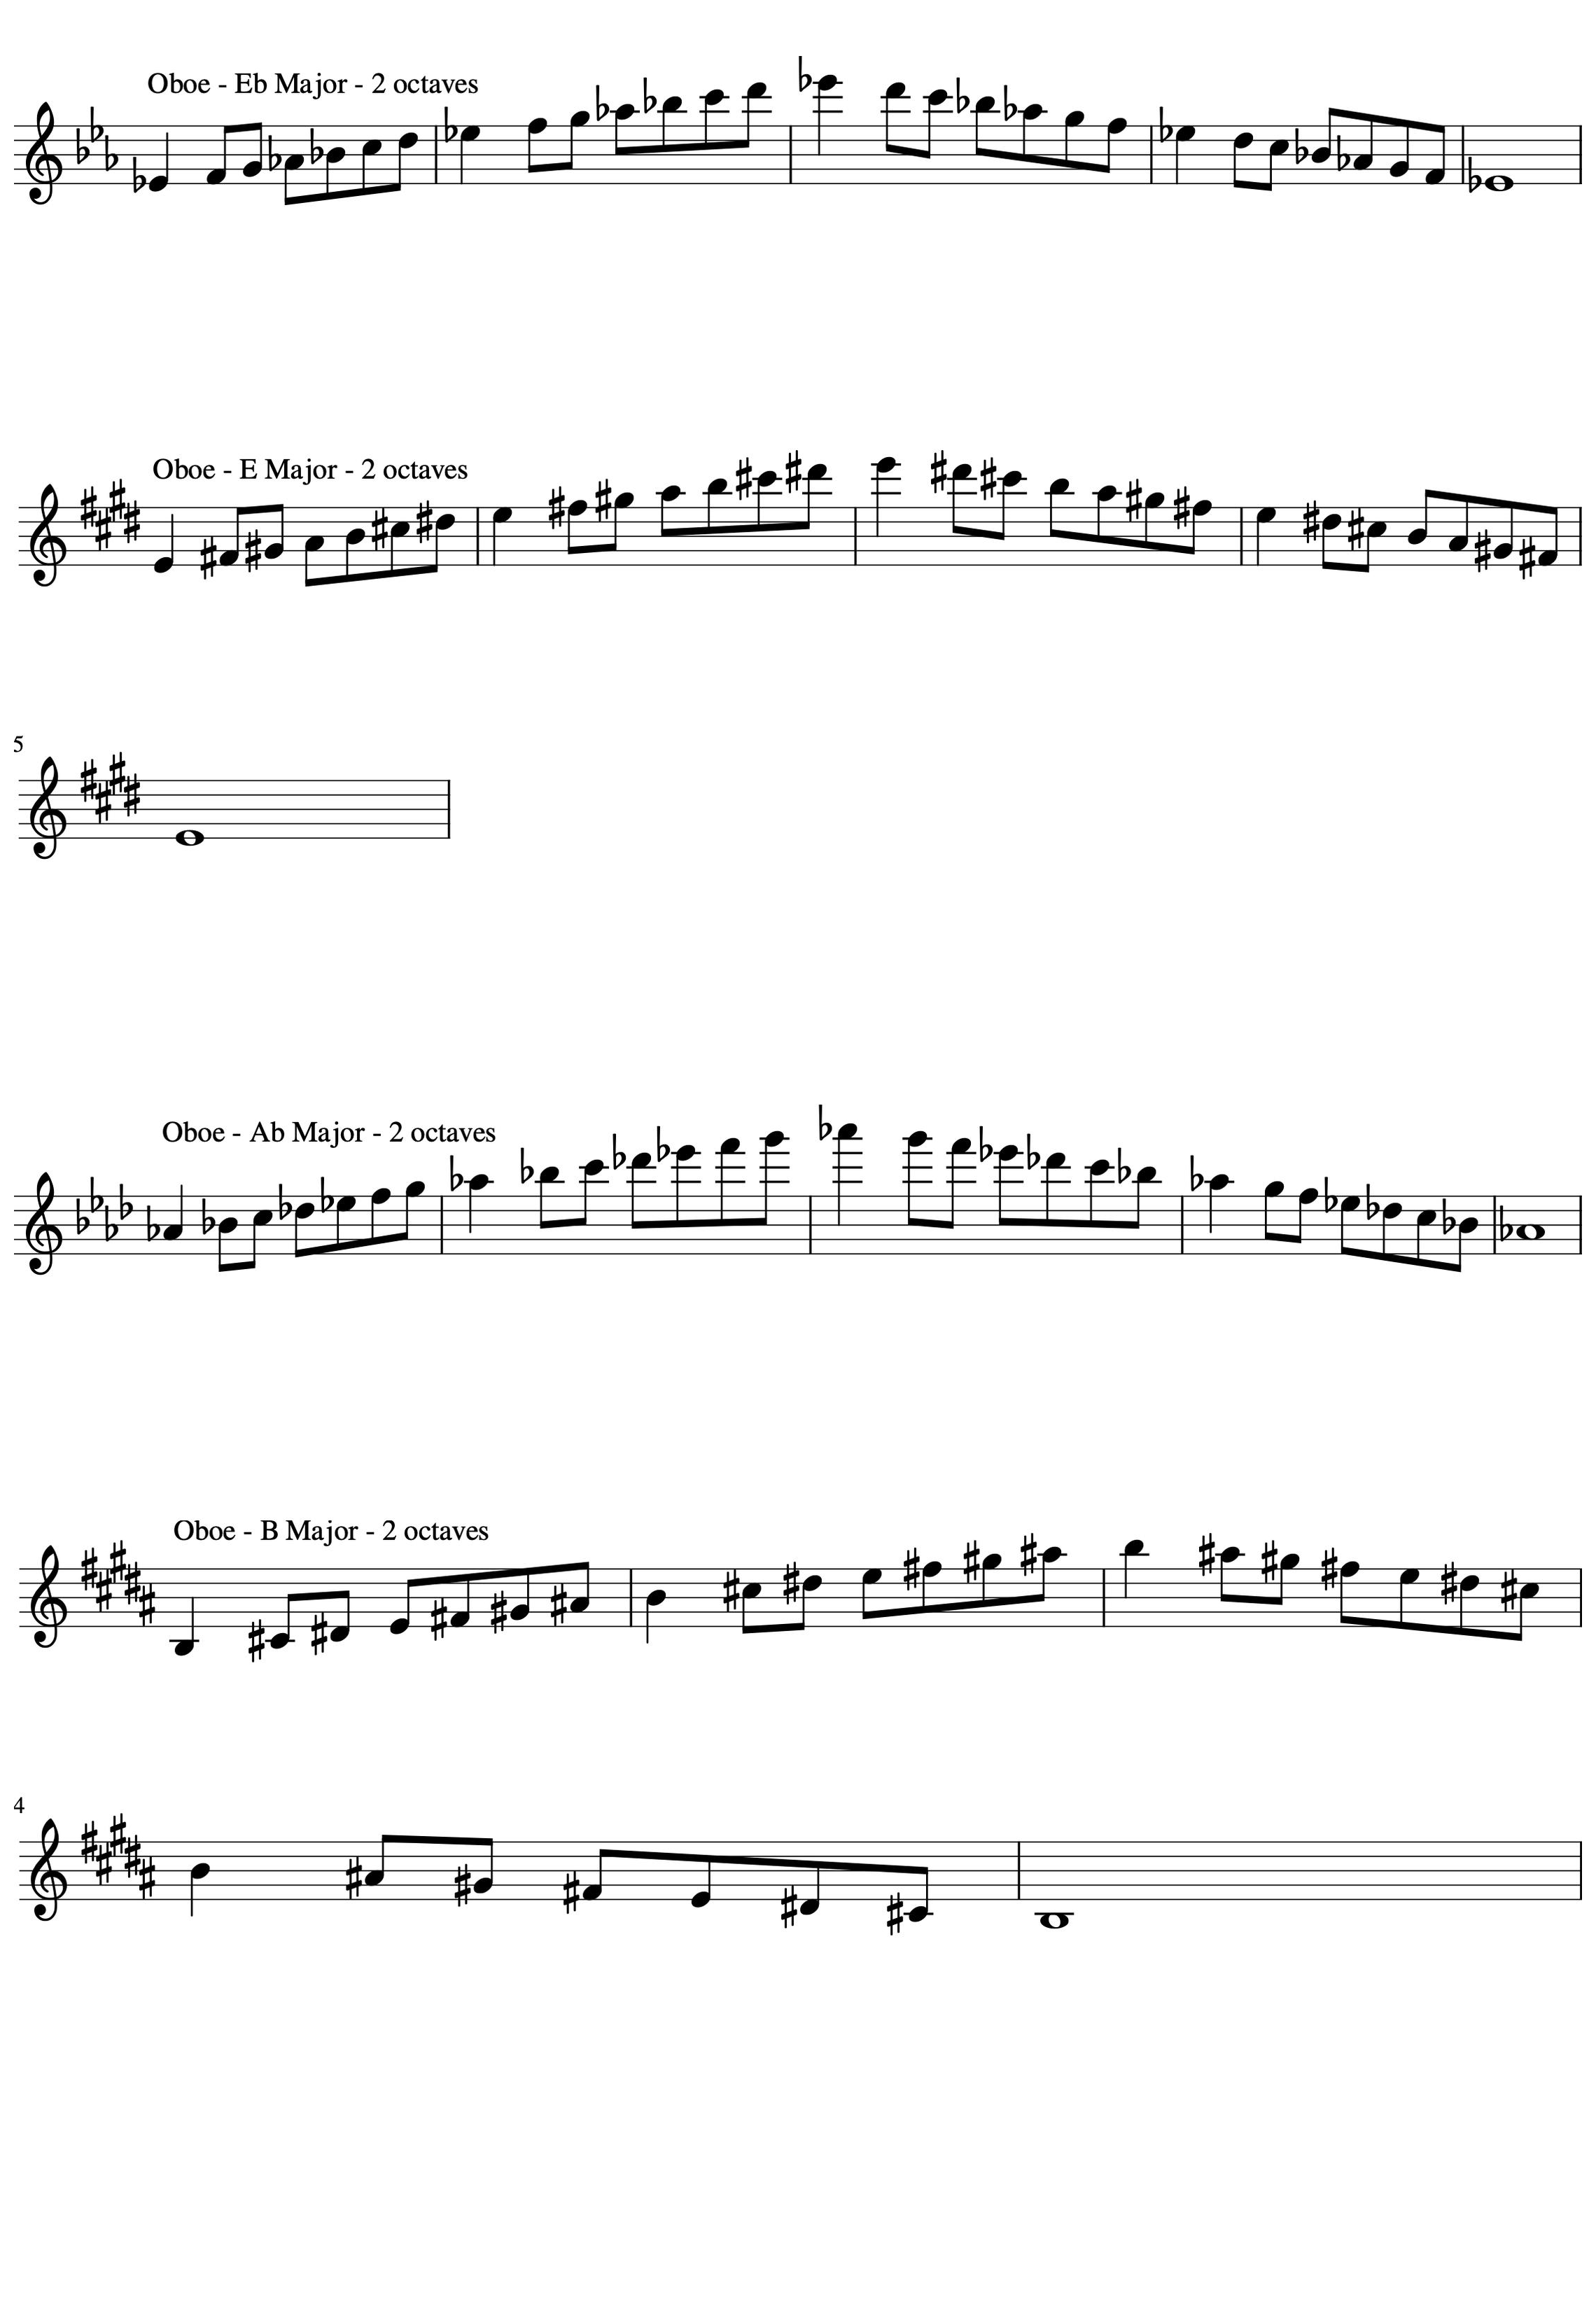 Oboe - Eb Major - 2 octaves
Oboe - E Major - 2 octaves
5
Oboe - Ab Major - 2 octaves
Oboe - B Major - 2 octaves
4